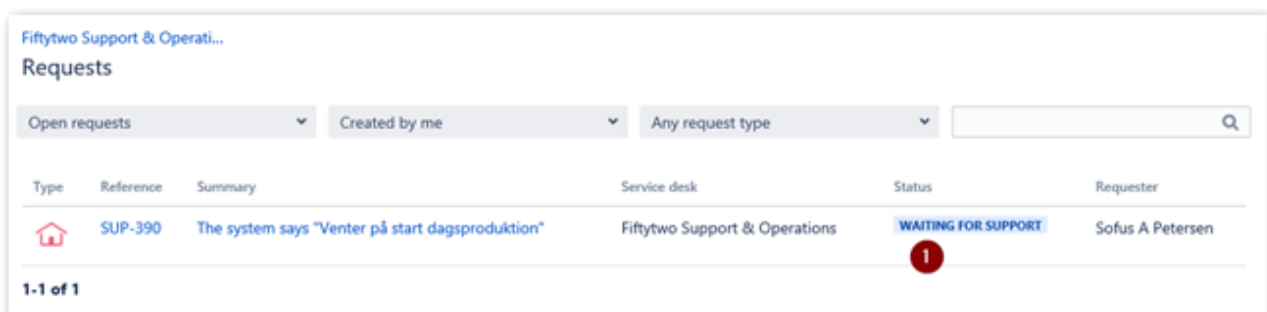 Fiftytwo Support & Operati...
Requests
Open requests Created by me Any request type
Type Reference Summary Service desk Status Requester
SUP-390 The system says "Venter på start dagsproduktion" Fiftytwo Support & Operations WAITING FOR SUPPORT Sofus A Petersen
1
1-1 of 1